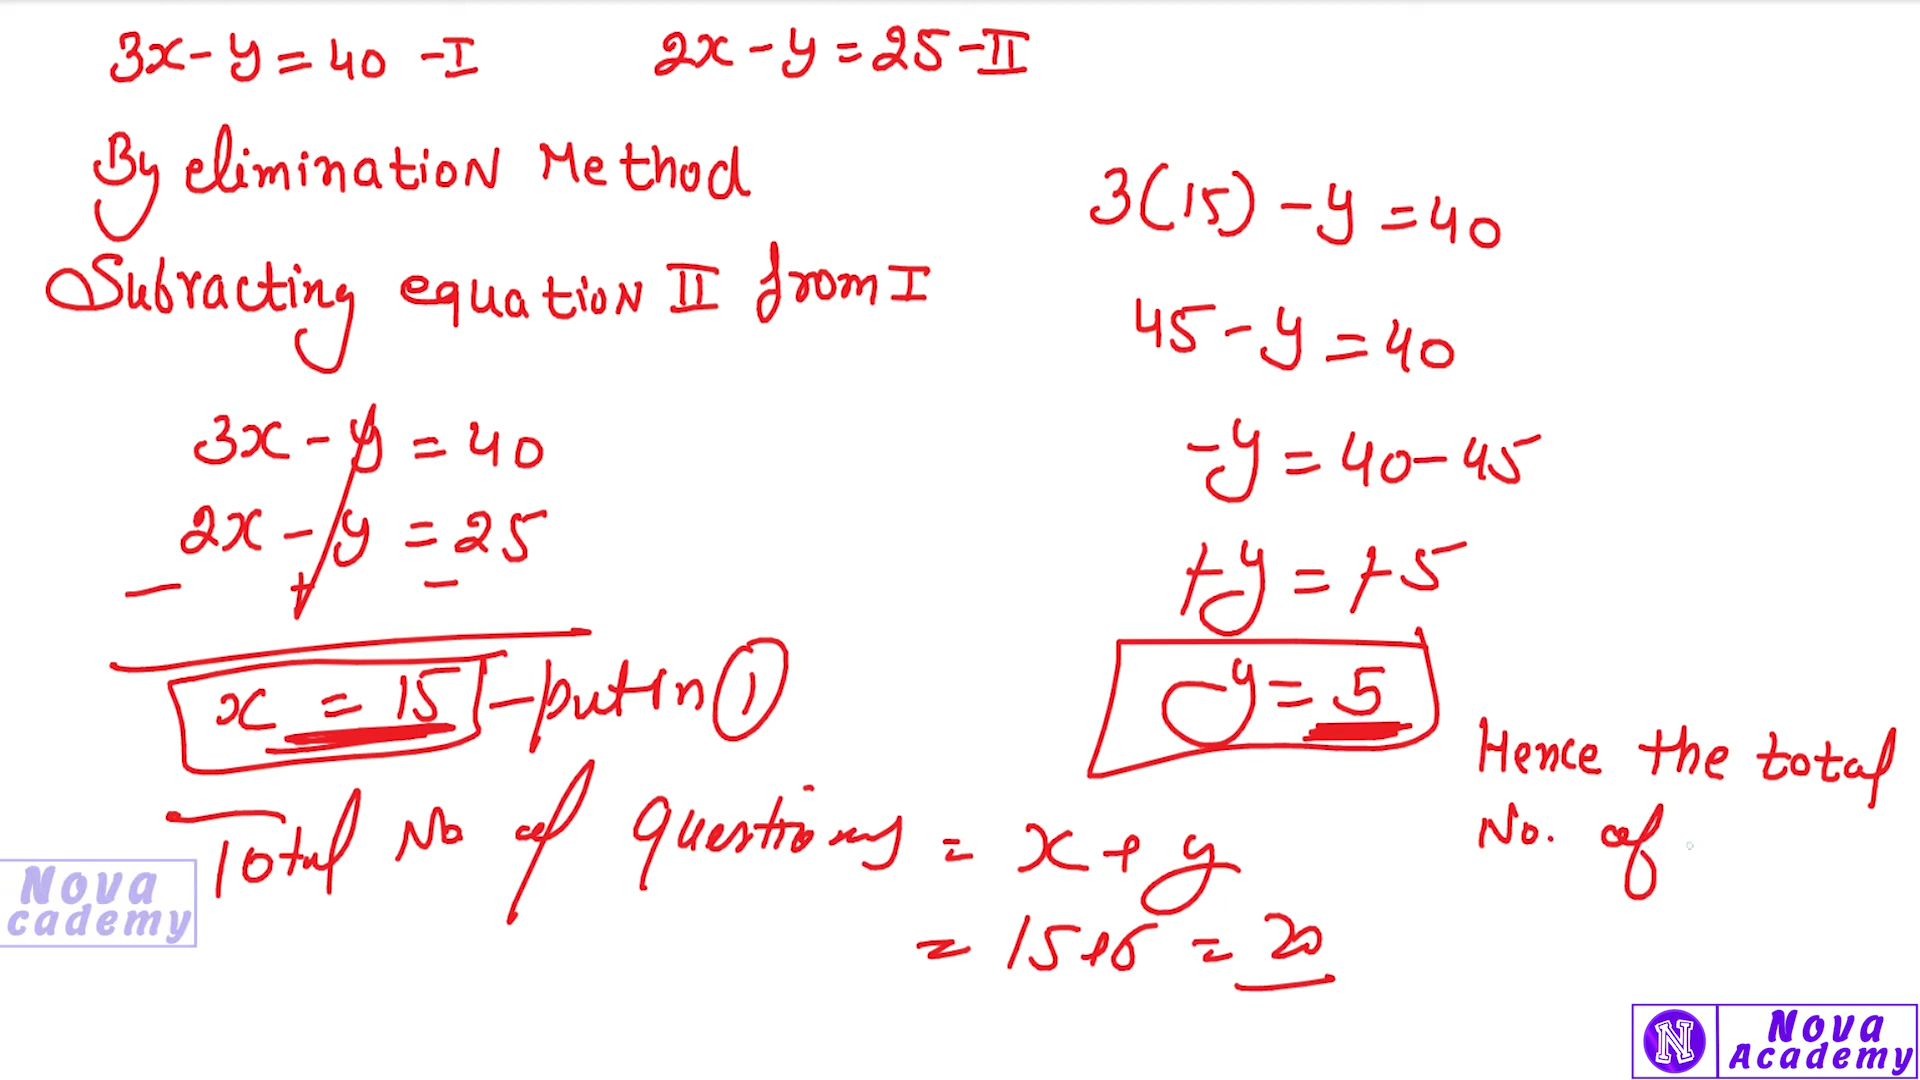 3x-y=40 -I
2x-y=25-II
By elimination Method
Subracting equation II from I
3x-y=40
2x-y=25
- + -
x=15 -put in ①
3(15)-y=40
45-y=40
-y=40-45
+y=+5
y=5
Total No of questions = x+y
=15+5=20
Hence the total
No. of
Nova
cademy
N
Nova
Academy